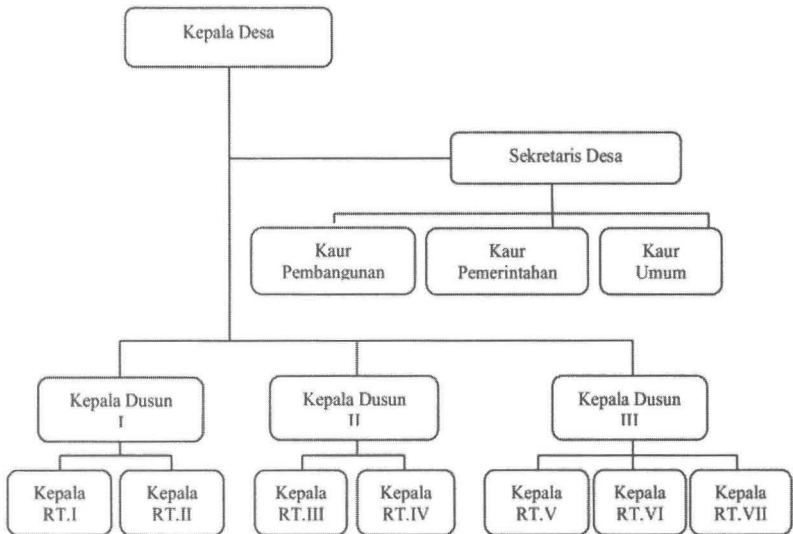 Kepala Desa
Sekretaris Desa
Kaur
Pembangunan
Kaur
Pemerintahan
Kaur
Umum
Kepala Dusun
I
Kepala Dusun
II
Kepala Dusun
III
Kepala
RT.I
Kepala
RT.II
Kepala
RT.III
Kepala
RT.IV
Kepala
RT.V
Kepala
RT.VI
Kepala
RT.VII